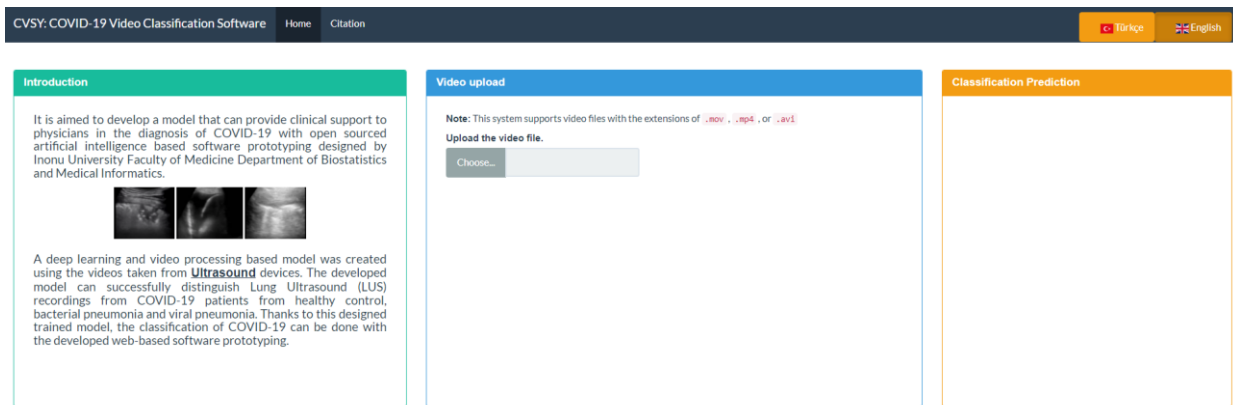 CVSY: COVID-19 Video Classification Software Home Citation Türkçe English
Introduction
It is aimed to develop a model that can provide clinical support to
physicians in the diagnosis of COVID-19 with open sourced
artificial intelligence based software prototyping designed by
Inonu University Faculty of Medicine Department of Biostatistics
and Medical Informatics.
A deep learning and video processing based model was created
using the videos taken from Ultrasound devices. The developed
model can successfully distinguish Lung Ultrasound (LUS)
recordings from COVID-19 patients from healthy control,
bacterial pneumonia and viral pneumonia. Thanks to this designed
trained model, the classification of COVID-19 can be done with
the developed web-based software prototyping.
Video upload
Note: This system supports video files with the extensions of .mov , .mp4 , or .avi
Upload the video file.
Choose...
Classification Prediction